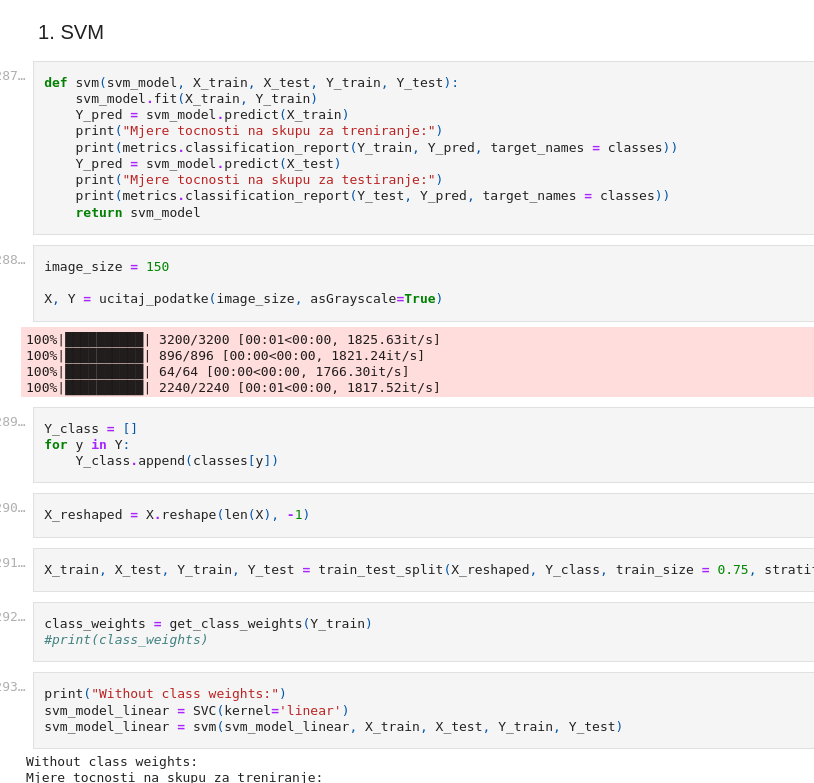 1. SVM
287…
def svm(svm_model, X_train, X_test, Y_train, Y_test):
    svm_model.fit(X_train, Y_train)
    Y_pred = svm_model.predict(X_train)
    print("Mjere tocnosti na skupu za treniranje:")
    print(metrics.classification_report(Y_train, Y_pred, target_names = classes))
    Y_pred = svm_model.predict(X_test)
    print("Mjere tocnosti na skupu za testiranje:")
    print(metrics.classification_report(Y_test, Y_pred, target_names = classes))
    return svm_model
288…
image_size = 150
X, Y = ucitaj_podatke(image_size, asGrayscale=True)
100%|██████████| 3200/3200 [00:01<00:00, 1825.63it/s]
100%|██████████| 896/896 [00:00<00:00, 1821.24it/s]
100%|██████████| 64/64 [00:00<00:00, 1766.30it/s]
100%|██████████| 2240/2240 [00:01<00:00, 1817.52it/s]
289…
Y_class = []
for y in Y:
    Y_class.append(classes[y])
290…
X_reshaped = X.reshape(len(X), -1)
291…
X_train, X_test, Y_train, Y_test = train_test_split(X_reshaped, Y_class, train_size = 0.75,
292…
class_weights = get_class_weights(Y_train)
#print(class_weights)
293…
print("Without class weights:")
svm_model_linear = SVC(kernel='linear')
svm_model_linear = svm(svm_model_linear, X_train, X_test, Y_train, Y_test)
Without class weights:
Mjere tocnosti na skupu za treniranje: